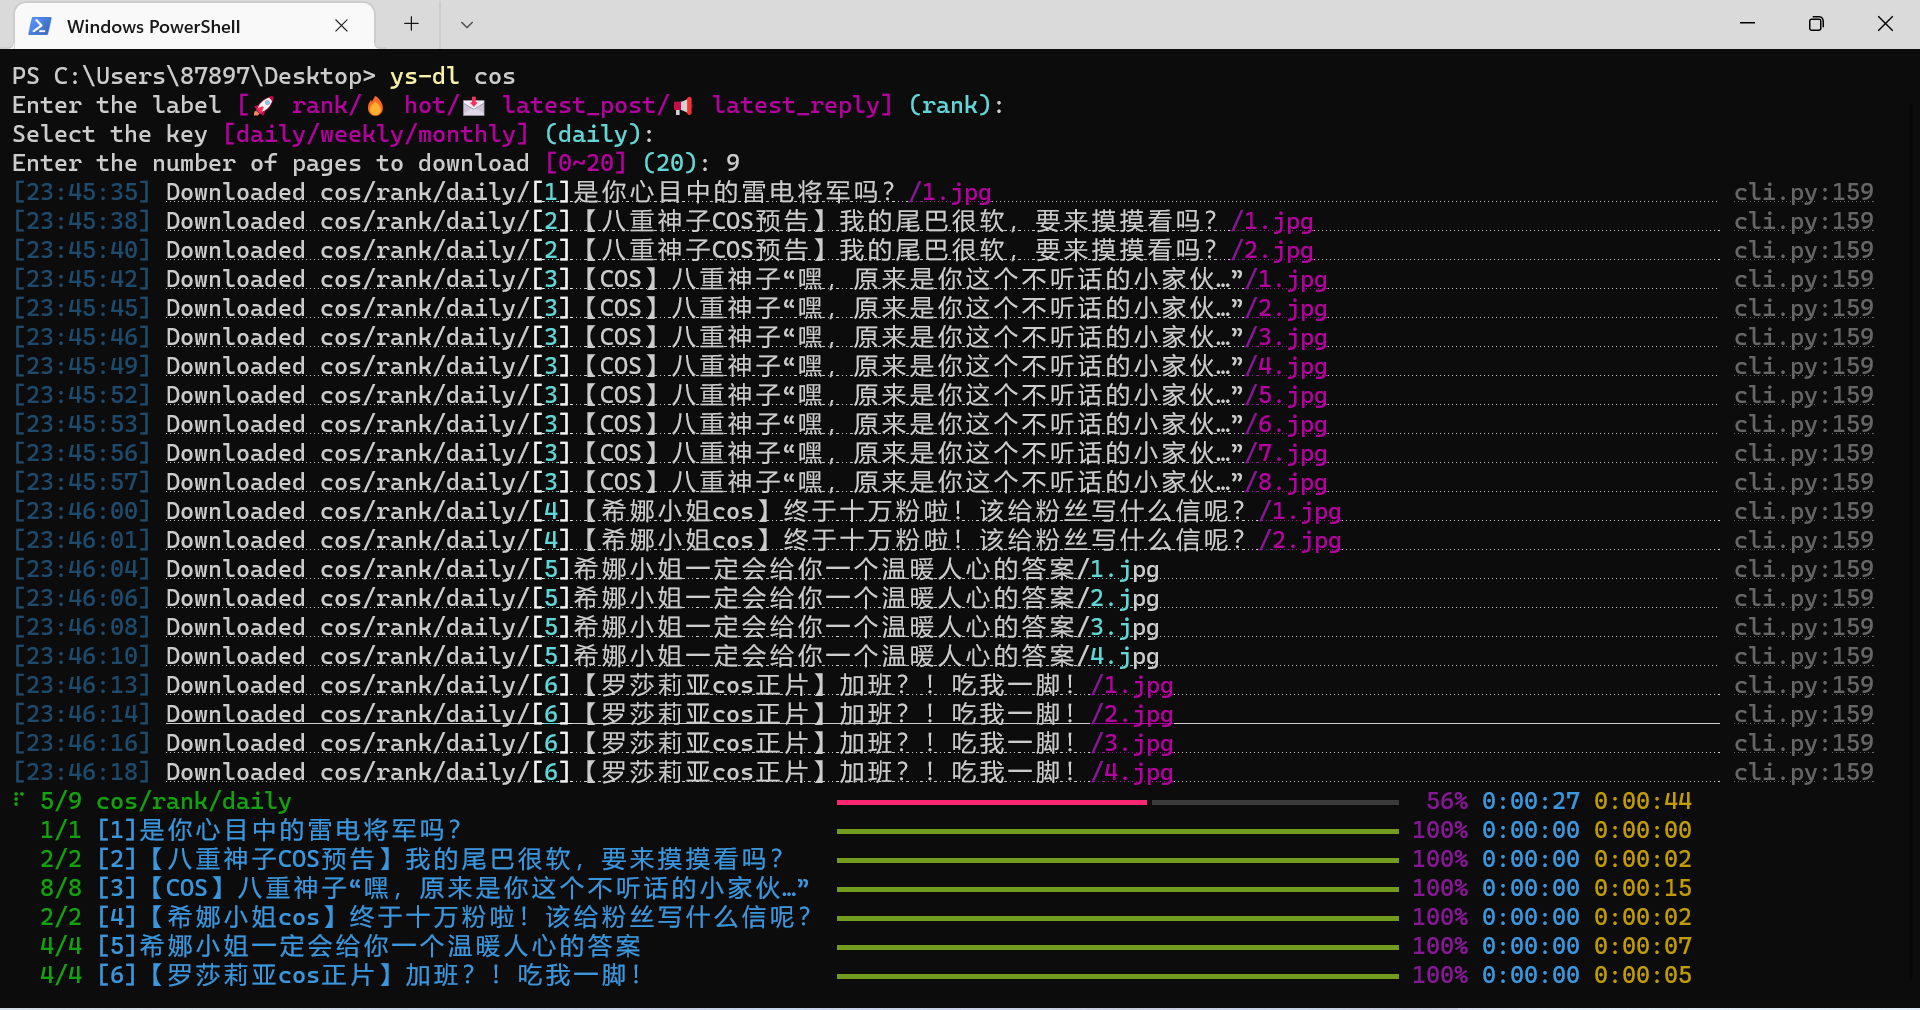 Windows PowerShell
PS C:\Users\87897\Desktop> ys-dl cos
Enter the label [🚀 rank/🔥 hot/📩 latest_post/📢 latest_reply] (rank):
Select the key [daily/weekly/monthly] (daily):
Enter the number of pages to download [0~20] (20): 9
[23:45:35] Downloaded cos/rank/daily/[1]是你心目中的雷电将军吗？/1.jpg cli.py:159
[23:45:38] Downloaded cos/rank/daily/[2]【八重神子COS预告】我的尾巴很软，要来摸摸看吗？/1.jpg cli.py:159
[23:45:40] Downloaded cos/rank/daily/[2]【八重神子COS预告】我的尾巴很软，要来摸摸看吗？/2.jpg cli.py:159
[23:45:42] Downloaded cos/rank/daily/[3]【COS】八重神子“嘿，原来是你这个不听话的小家伙…”/1.jpg cli.py:159
[23:45:45] Downloaded cos/rank/daily/[3]【COS】八重神子“嘿，原来是你这个不听话的小家伙…”/2.jpg cli.py:159
[23:45:46] Downloaded cos/rank/daily/[3]【COS】八重神子“嘿，原来是你这个不听话的小家伙…”/3.jpg cli.py:159
[23:45:49] Downloaded cos/rank/daily/[3]【COS】八重神子“嘿，原来是你这个不听话的小家伙…”/4.jpg cli.py:159
[23:45:52] Downloaded cos/rank/daily/[3]【COS】八重神子“嘿，原来是你这个不听话的小家伙…”/5.jpg cli.py:159
[23:45:53] Downloaded cos/rank/daily/[3]【COS】八重神子“嘿，原来是你这个不听话的小家伙…”/6.jpg cli.py:159
[23:45:56] Downloaded cos/rank/daily/[3]【COS】八重神子“嘿，原来是你这个不听话的小家伙…”/7.jpg cli.py:159
[23:45:57] Downloaded cos/rank/daily/[3]【COS】八重神子“嘿，原来是你这个不听话的小家伙…”/8.jpg cli.py:159
[23:46:00] Downloaded cos/rank/daily/[4]【希娜小姐cos】终于十万粉啦！该给粉丝写什么信呢？/1.jpg cli.py:159
[23:46:01] Downloaded cos/rank/daily/[4]【希娜小姐cos】终于十万粉啦！该给粉丝写什么信呢？/2.jpg cli.py:159
[23:46:04] Downloaded cos/rank/daily/[5]希娜小姐一定会给你一个温暖人心的答案/1.jpg cli.py:159
[23:46:06] Downloaded cos/rank/daily/[5]希娜小姐一定会给你一个温暖人心的答案/2.jpg cli.py:159
[23:46:08] Downloaded cos/rank/daily/[5]希娜小姐一定会给你一个温暖人心的答案/3.jpg cli.py:159
[23:46:10] Downloaded cos/rank/daily/[5]希娜小姐一定会给你一个温暖人心的答案/4.jpg cli.py:159
[23:46:13] Downloaded cos/rank/daily/[6]【罗莎莉亚cos正片】加班？！吃我一脚！/1.jpg cli.py:159
[23:46:14] Downloaded cos/rank/daily/[6]【罗莎莉亚cos正片】加班？！吃我一脚！/2.jpg cli.py:159
[23:46:16] Downloaded cos/rank/daily/[6]【罗莎莉亚cos正片】加班？！吃我一脚！/3.jpg cli.py:159
[23:46:18] Downloaded cos/rank/daily/[6]【罗莎莉亚cos正片】加班？！吃我一脚！/4.jpg cli.py:159
5/9 cos/rank/daily 56% 0:00:27 0:00:44
1/1 [1]是你心目中的雷电将军吗？ 100% 0:00:00 0:00:00
2/2 [2]【八重神子COS预告】我的尾巴很软，要来摸摸看吗？ 100% 0:00:00 0:00:02
8/8 [3]【COS】八重神子“嘿，原来是你这个不听话的小家伙…” 100% 0:00:00 0:00:15
2/2 [4]【希娜小姐cos】终于十万粉啦！该给粉丝写什么信呢？ 100% 0:00:00 0:00:02
4/4 [5]希娜小姐一定会给你一个温暖人心的答案 100% 0:00:00 0:00:07
4/4 [6]【罗莎莉亚cos正片】加班？！吃我一脚！ 100% 0:00:00 0:00:05